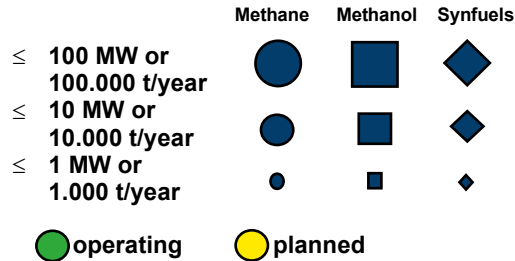 Methane Methanol Synfuels
≤ 100 MW or
100.000 t/year
≤ 10 MW or
10.000 t/year
≤ 1 MW or
1.000 t/year
operating planned